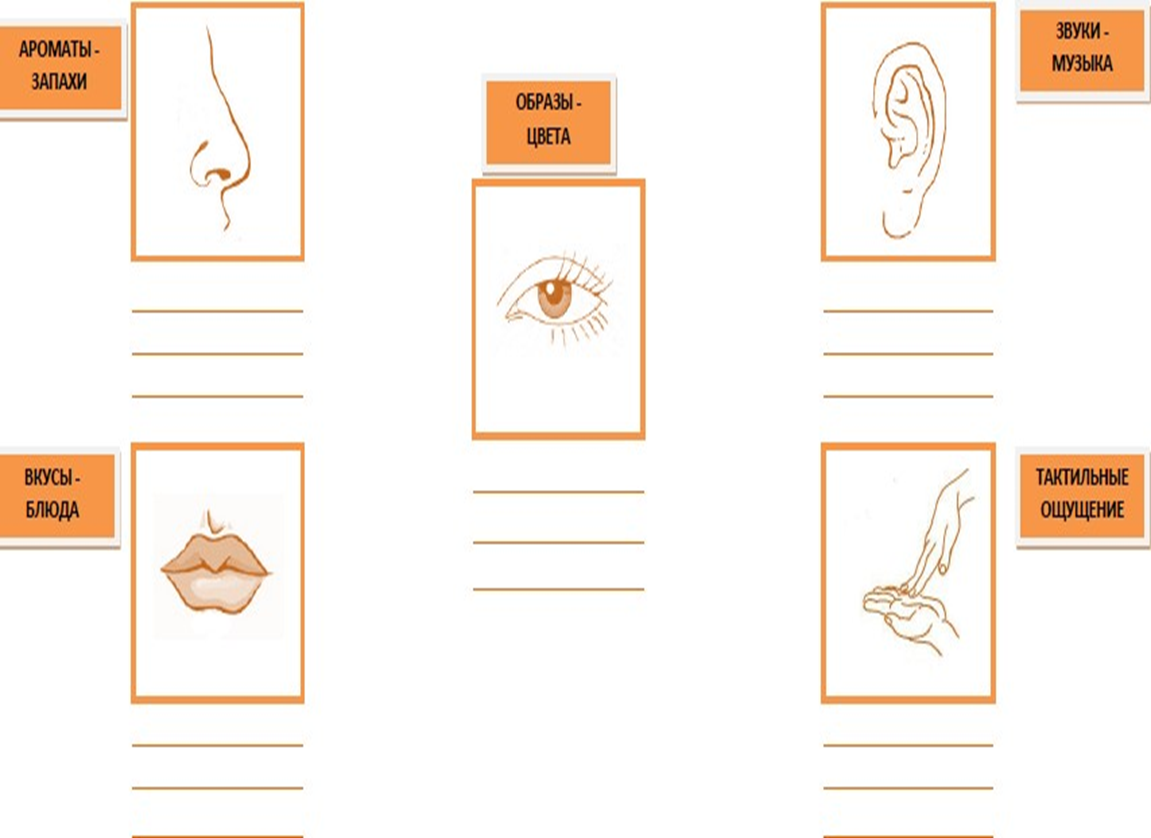 АРОМАТЫ -
ЗАПАХИ
ОБРАЗЫ -
ЦВЕТА
ЗВУКИ -
МУЗЫКА
ВКУСЫ -
БЛЮДА
ТАКТИЛЬНЫЕ
ОЩУЩЕНИЕ